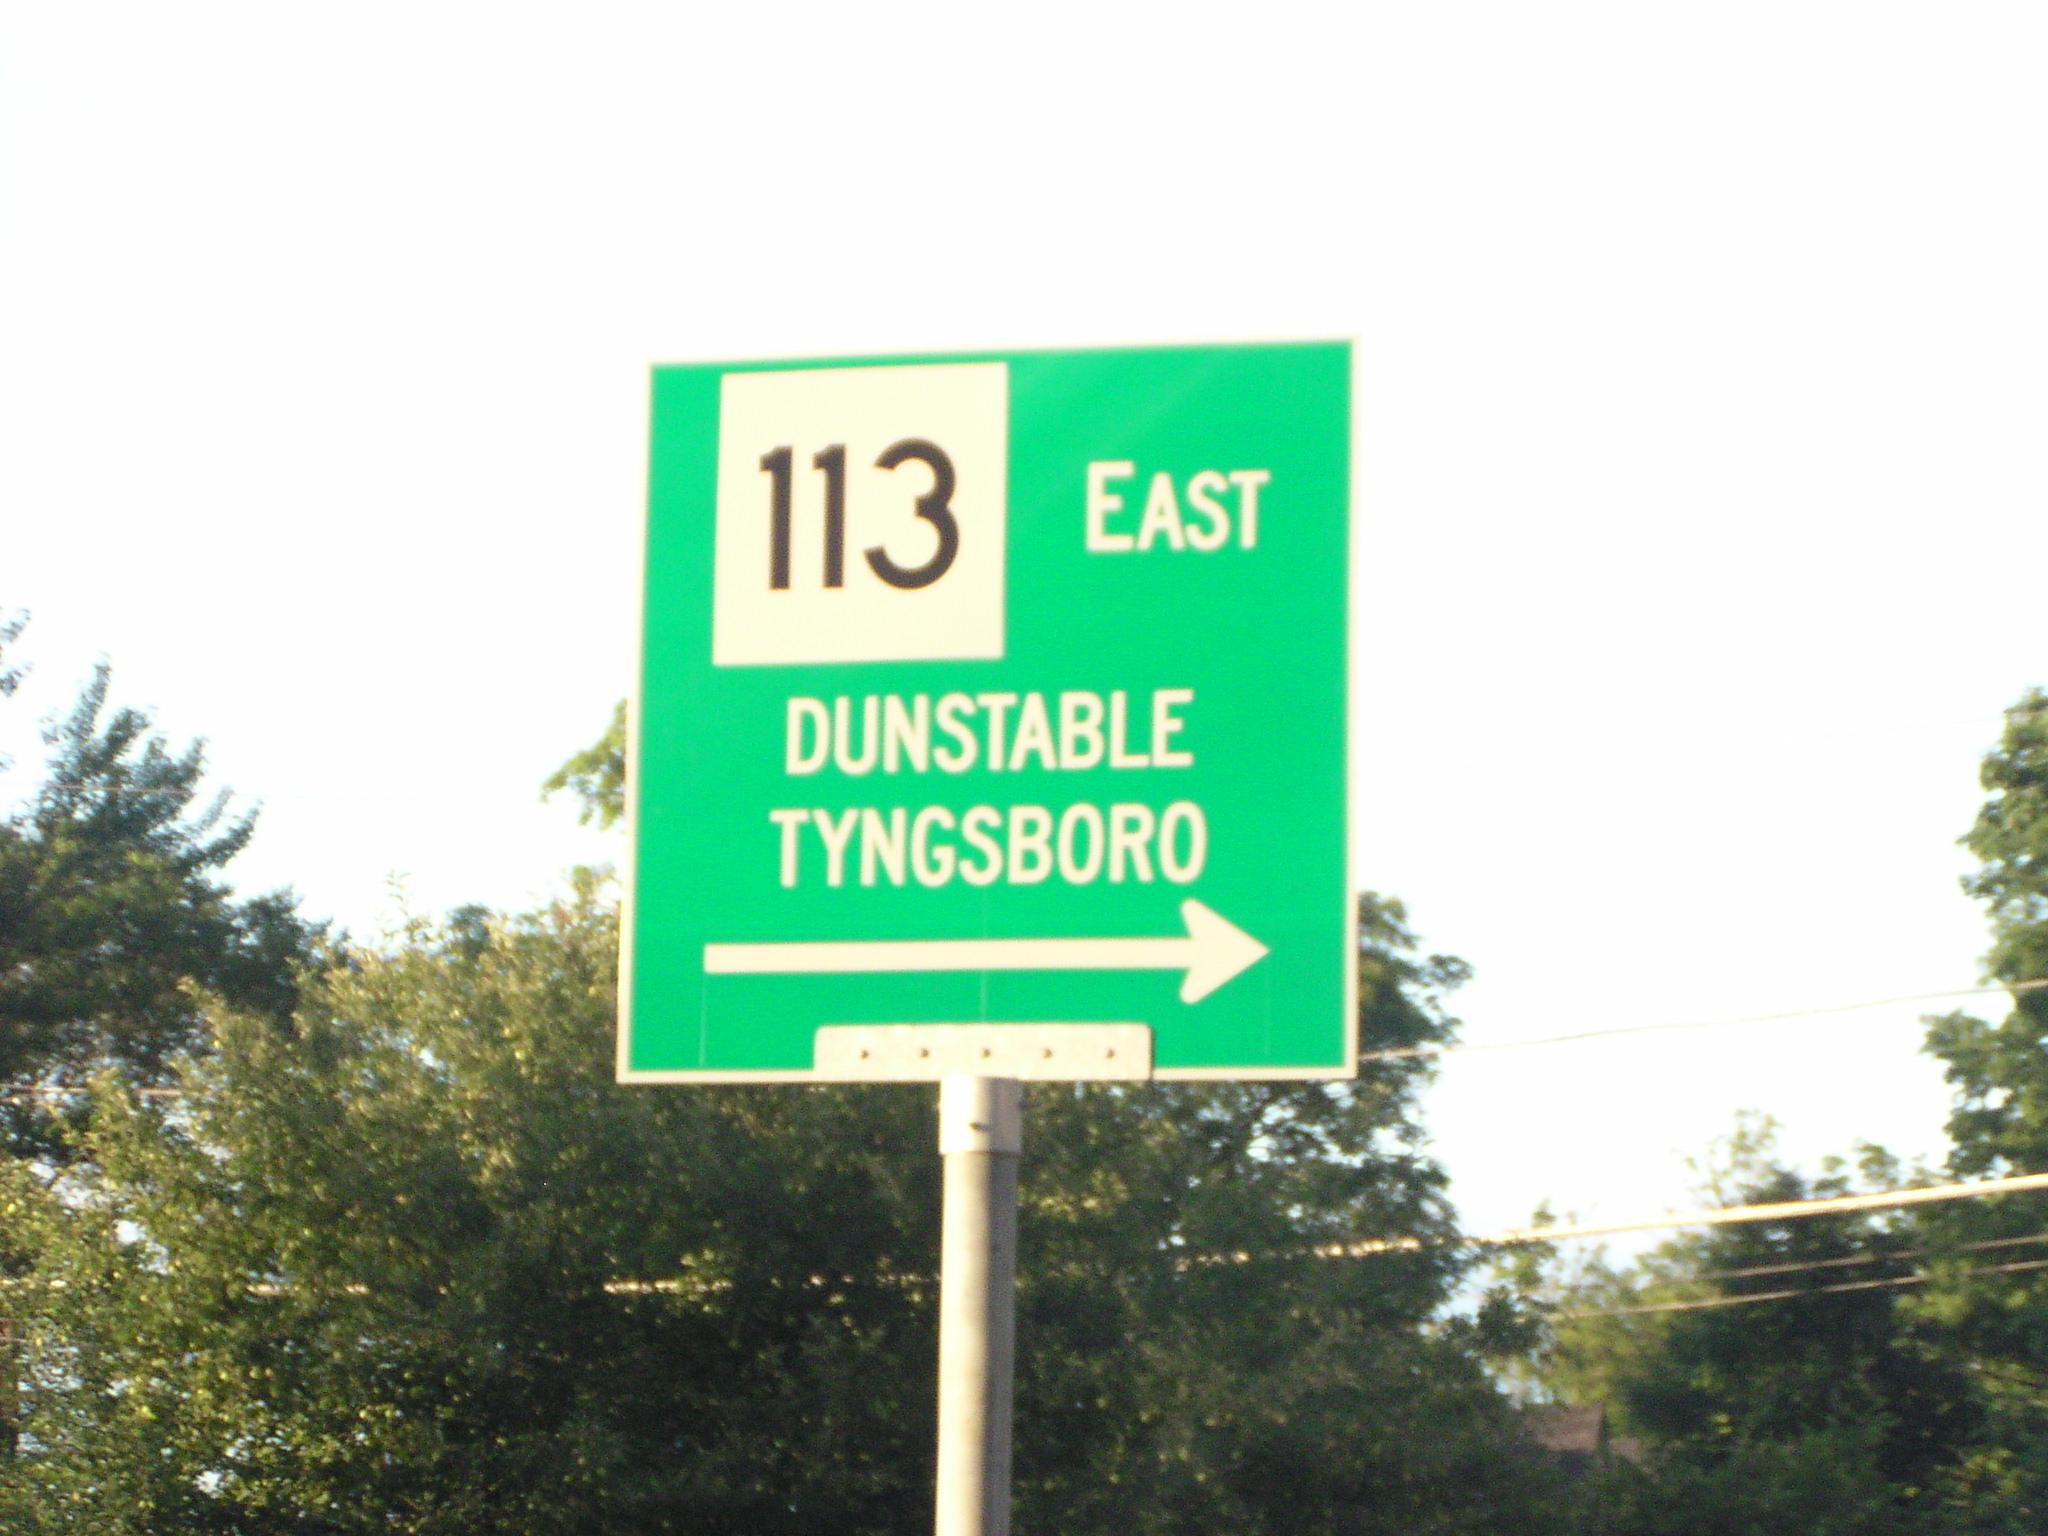 113 EAST
DUNSTABLE
TYNGSBORO